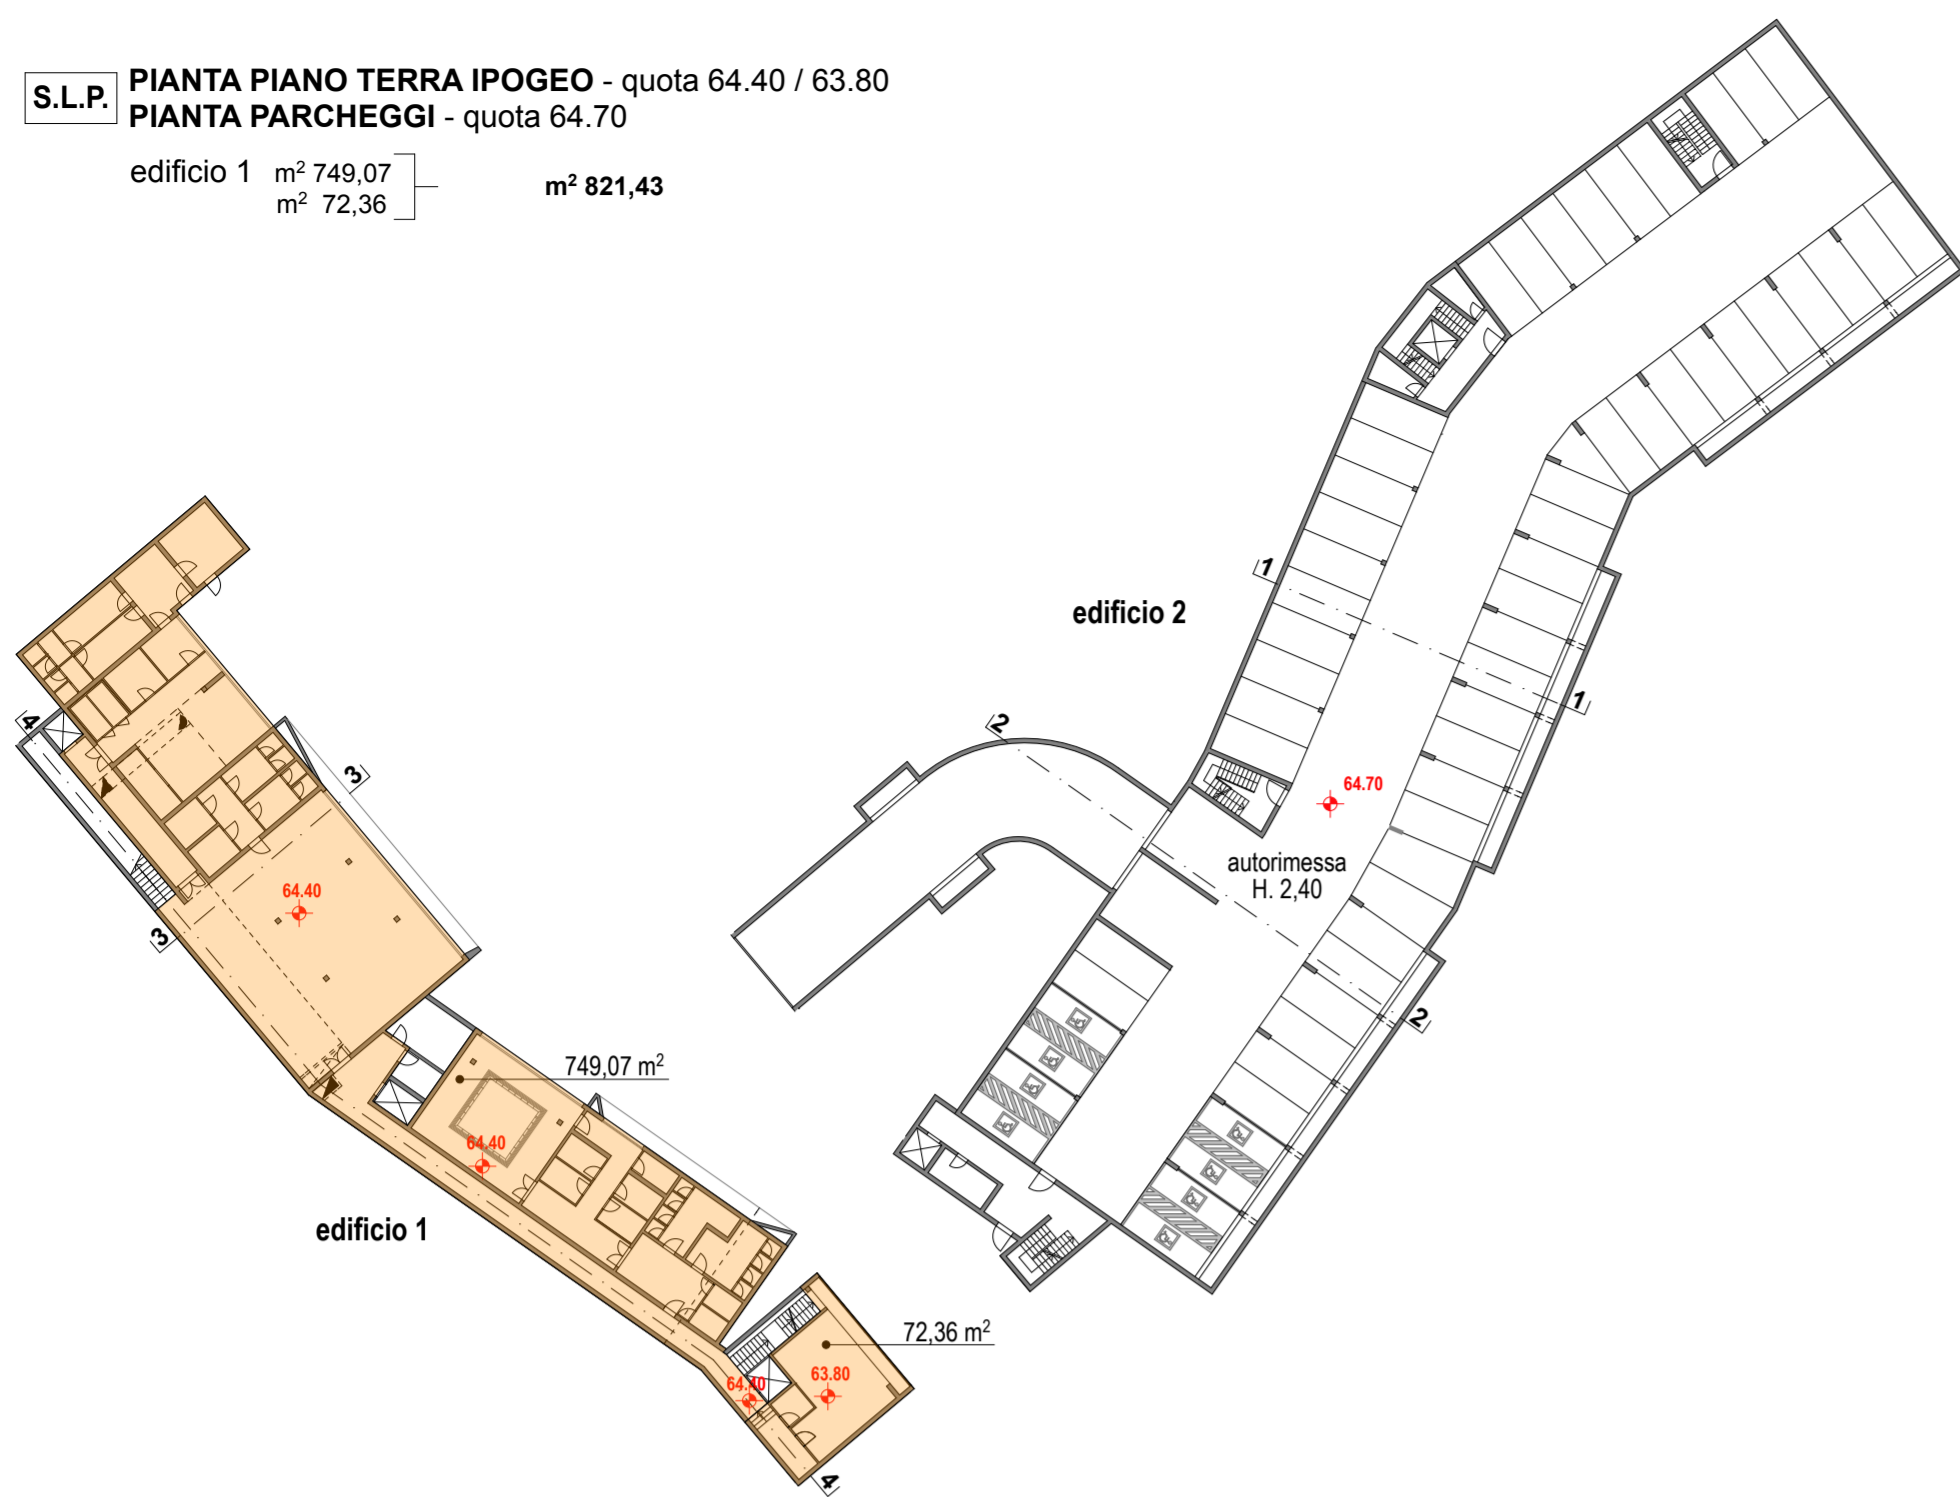 S.L.P.
PIANTA PIANO TERRA IPOGEO - quota 64.40 / 63.80
PIANTA PARCHEGGI - quota 64.70
edificio 1 m² 749,07
m² 72,36
m² 821,43
1
edificio 2
1
2
4
3
64.70
autorimessa
H. 2,40
64.40
3
2
749,07 m²
64.40
edificio 1
72,36 m²
64.40
63.80
4